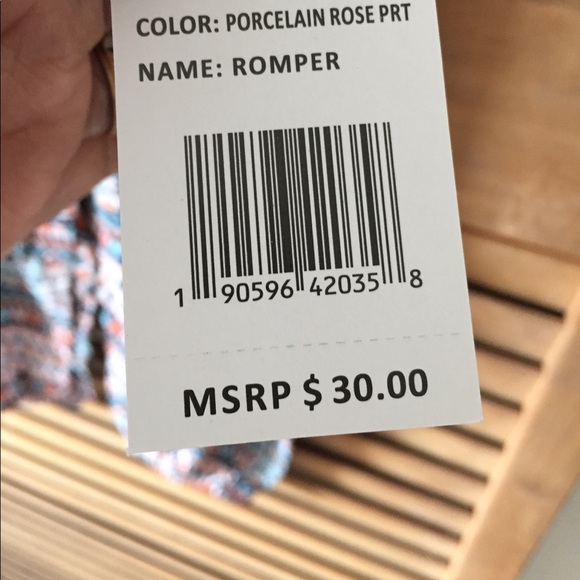 COLOR: PORCELAIN ROSE PRT
NAME: ROMPER
1 90596 42035 8
MSRP $ 30.00